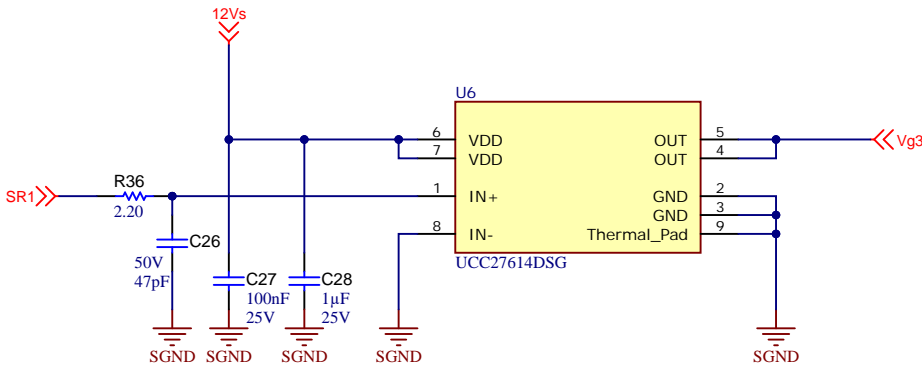 12Vs
U6
6 VDD OUT 5
7 VDD OUT 4
SR1 R36 Vg3
2.20
1 IN+ GND 2
GND 3
8 IN- Thermal_Pad 9
UCC27614DSG
C26
50V
47pF
C27
100nF
25V
C28
1µF
25V
SGND SGND SGND SGND SGND